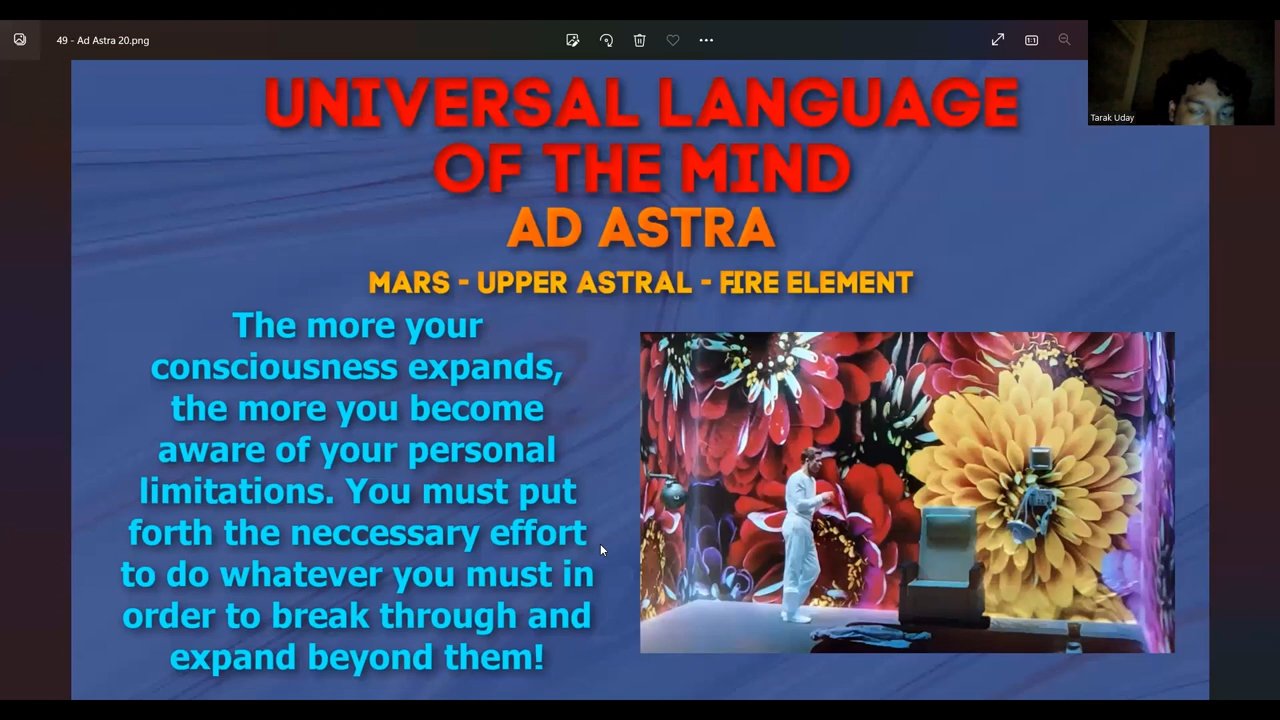 49 - Ad Astra 20.png
Tarak Uday
UNIVERSAL LANGUAGE
OF THE MIND
AD ASTRA
MARS - UPPER ASTRAL - FIRE ELEMENT
The more your
consciousness expands,
the more you become
aware of your personal
limitations. You must put
forth the neccessary effort
to do whatever you must in
order to break through and
expand beyond them!